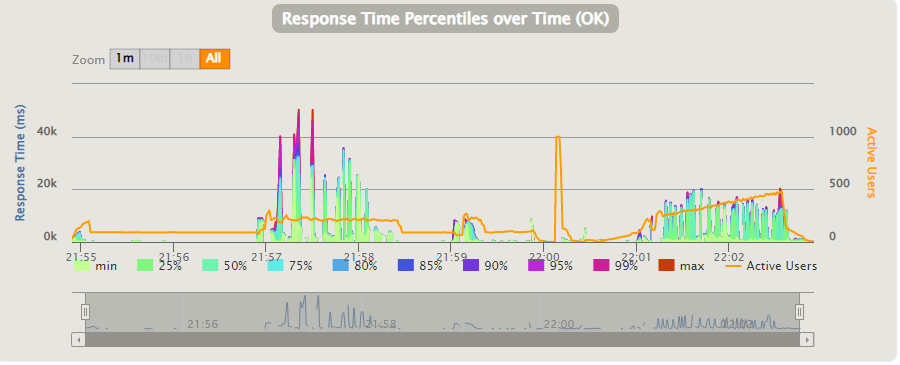 Response Time Percentiles over Time (OK)
Zoom 1m 10m 1h All
Response Time (ms)
40k
20k
0k
Active Users
1000
500
0
21:55 21:56 21:57 21:58 21:59 22:00 22:01 22:02
min 25% 50% 75% 80% 85% 90% 95% 99% max Active Users
21:56 21:58 22:00